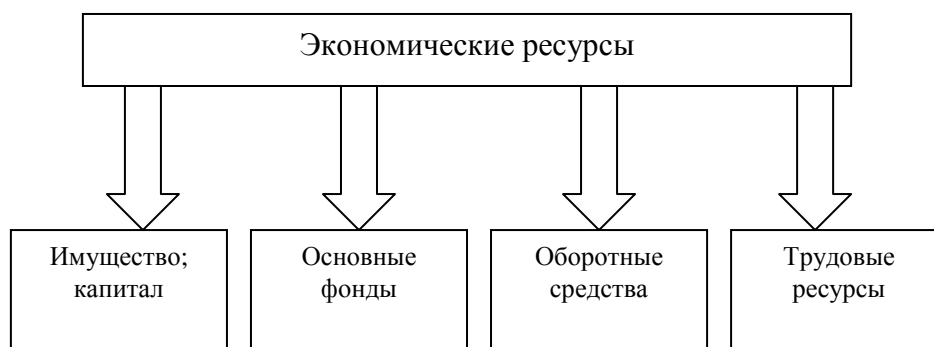 Экономические ресурсы
Имущество;
капитал
Основные
фонды
Оборотные
средства
Трудовые
ресурсы